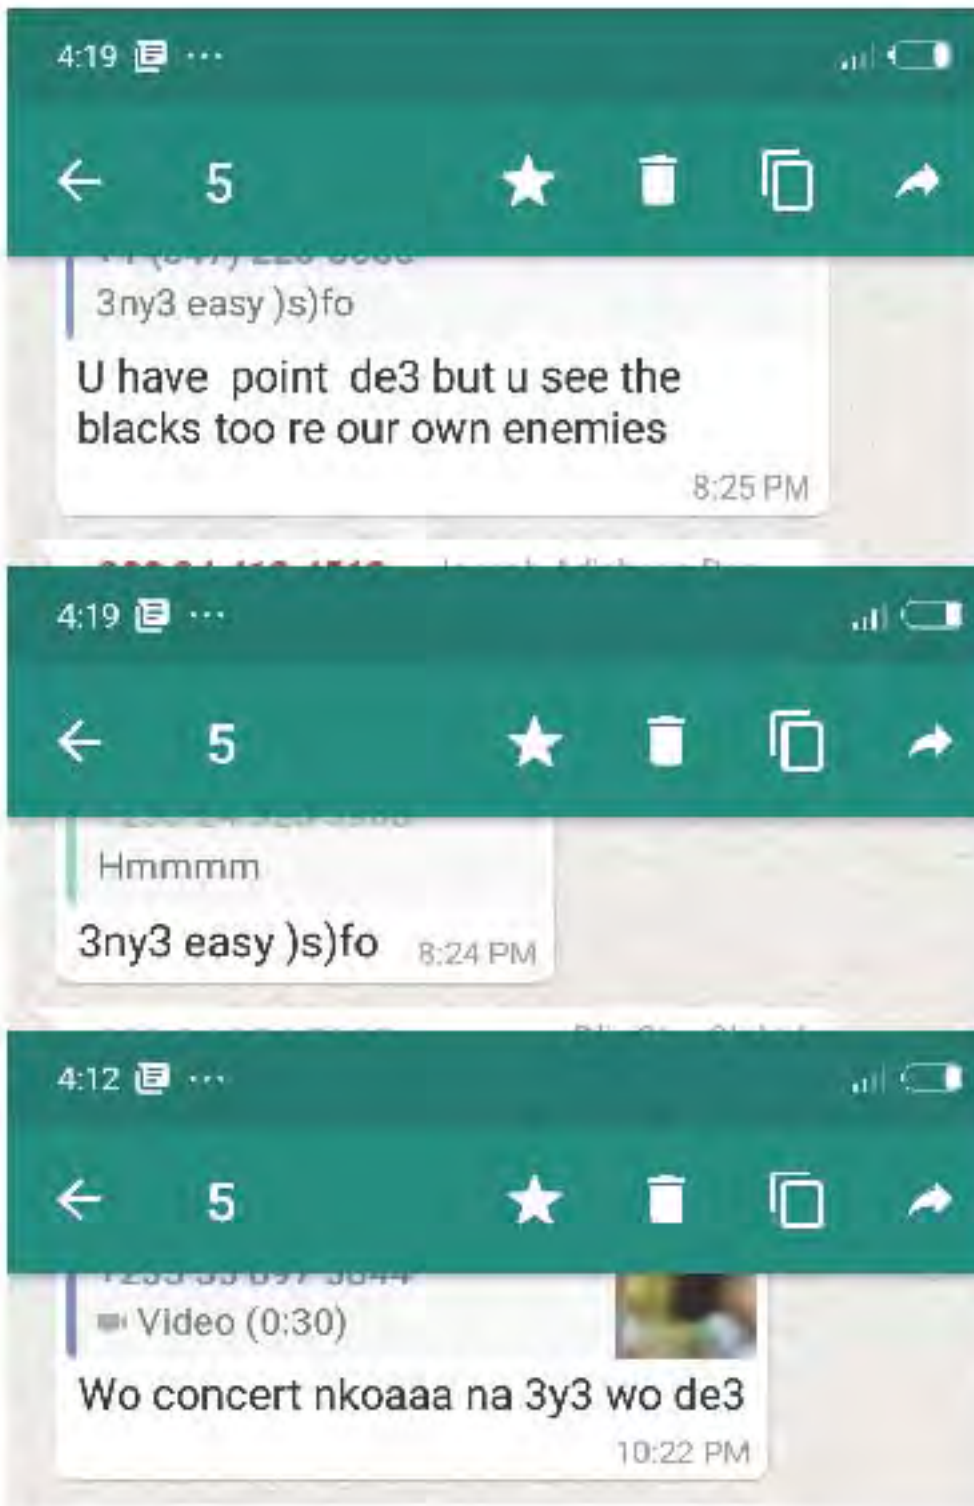 4:19 ...
5
3ny3 easy )s)fo
U have point de3 but u see the
blacks too re our own enemies
8:25 PM
4:19 ...
5
Hmmmm
3ny3 easy )s)fo 8:24 PM
4:12 ...
5
Video (0:30)
Wo concert nkoaaa na 3y3 wo de3
10:22 PM